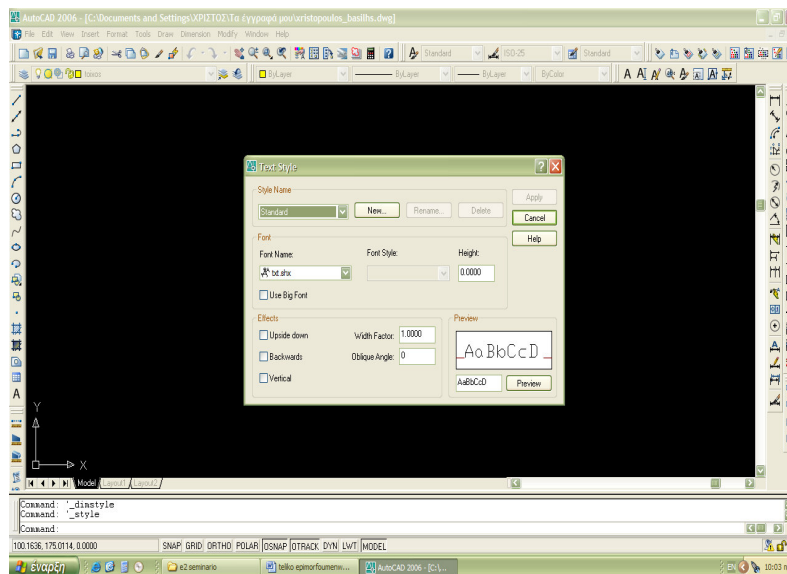 AutoCAD 2006 - [C:\Documents and Settings\ΧΡΙΣΤΟΣ\Τα έγγραφά μου\xristopoulos_basilhs.dwg]
File Edit View Insert Format Tools Draw Dimension Modify Window Help
Standard ISO-25 Standard
toixos ByLayer ByLayer ByLayer ByColor
Text Style
Style Name
Standard New... Rename... Delete Apply
Cancel
Font Help
Font Name: Font Style: Height:
txt.shx 0.0000
Use Big Font
Effects Preview
Upside down Width Factor: 1.0000
AaBbCcD
Backwards Oblique Angle: 0
Vertical AaBbCcD Preview
Y
X
Model Layout1 Layout2
Command: '_dimstyle
Command: '_style
Command:
100.1636, 175.0114, 0.0000 SNAP GRID ORTHO POLAR OSNAP OTRACK DYN LWT MODEL
έναρξη e2 seminario teliko epimorfoumenw... AutoCAD 2006 - [C:\... EN 10:03